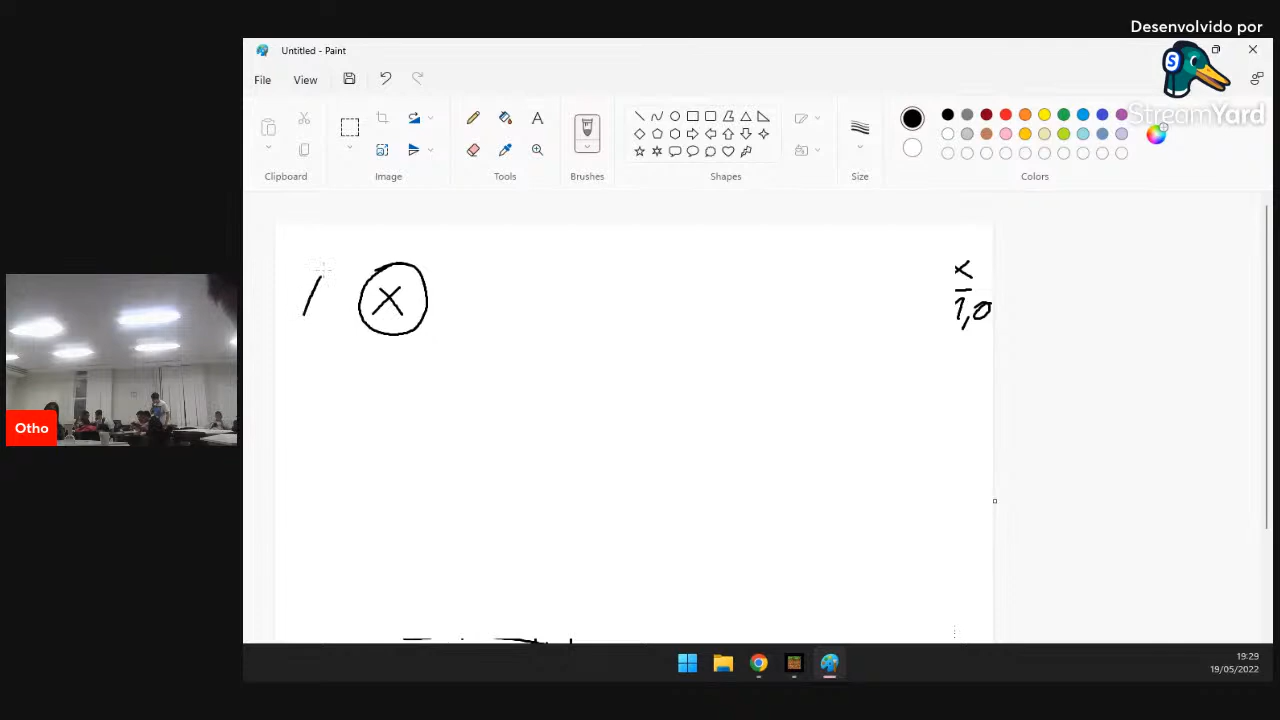 Desenvolvido por
StreamYard
Untitled - Paint
File
View
Clipboard
Image
Tools
Brushes
Shapes
Size
Colors
X
x
1,0
Otho
19:29
19/05/2022